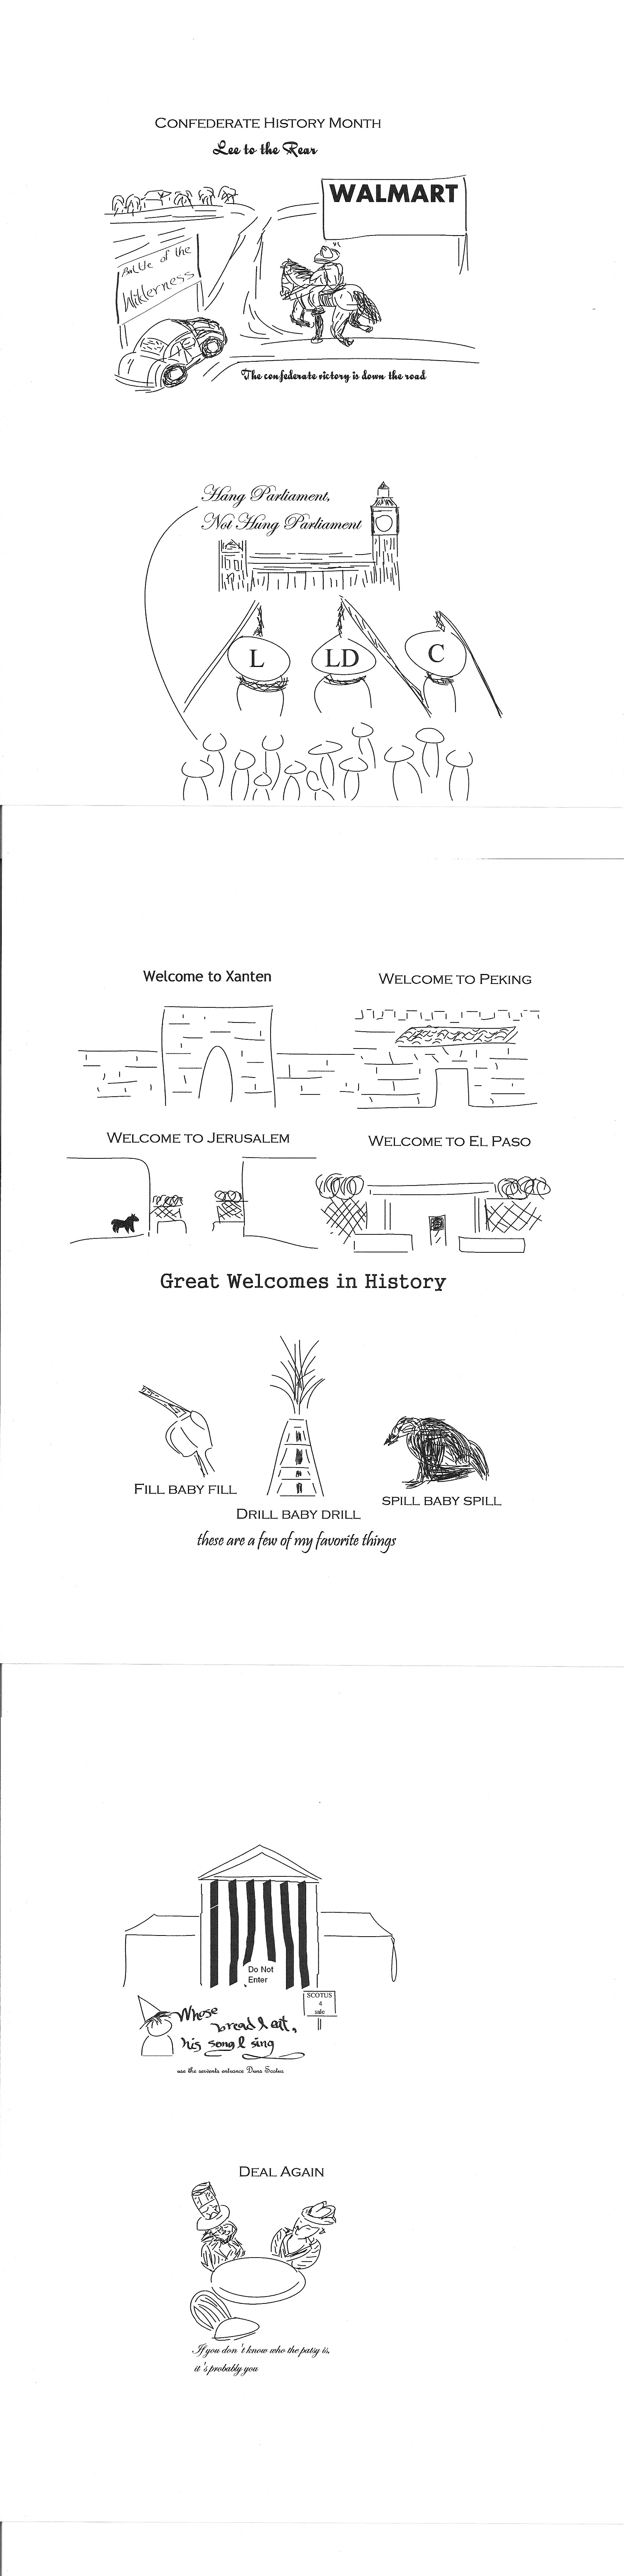 Confederate History Month
Lee to the Rear
WALMART
Battle of the
Wilderness
The confederate victory is down the road
Hang Parliament,
Not Hung Parliament
L
LD
C
Welcome to Xanten
Welcome to Peking
Welcome to Jerusalem
Welcome to El Paso
Great Welcomes in History
Fill baby fill
Drill baby drill
Spill baby spill
these are a few of my favorite things
Do Not
Enter
SCOTUS
4
sale
Whose
bread I eat,
his song I sing
use the servents entrance Duns Scotus
Deal Again
If you don't know who the patsy is,
it's probably you